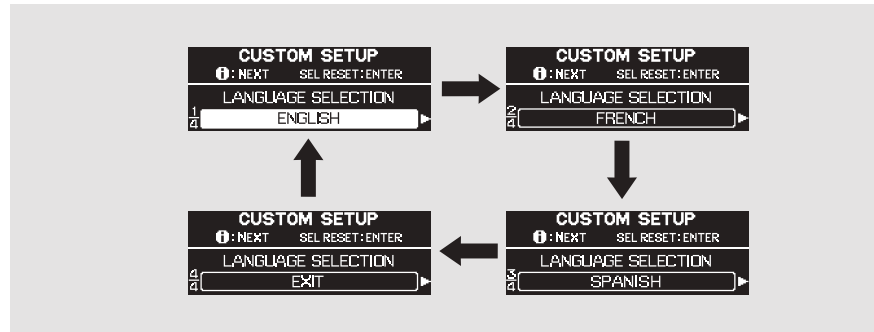 CUSTOM SETUP
i : NEXT SEL RESET : ENTER
LANGUAGE SELECTION
1/4 ENGLISH
CUSTOM SETUP
i : NEXT SEL RESET : ENTER
LANGUAGE SELECTION
2/4 FRENCH
CUSTOM SETUP
i : NEXT SEL RESET : ENTER
LANGUAGE SELECTION
4/4 EXIT
CUSTOM SETUP
i : NEXT SEL RESET : ENTER
LANGUAGE SELECTION
3/4 SPANISH